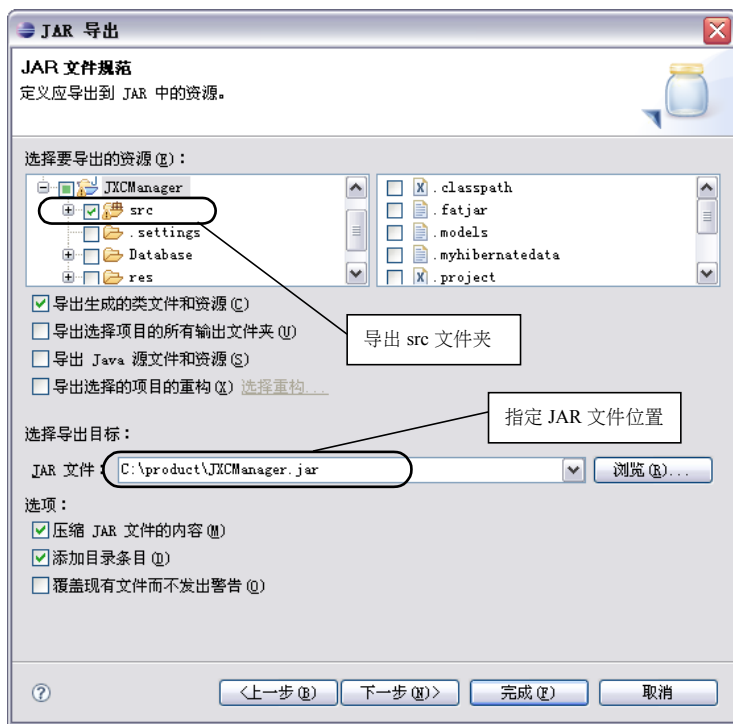 JAR 导出
JAR 文件规范
定义应导出到 JAR 中的资源。
选择要导出的资源(E)：
JXCManager
src
.settings
Database
res
.classpath
.fatjar
.models
.myhibernatedata
.project
导出生成的类文件和资源(C)
导出选择项目的所有输出文件夹(U)
导出 Java 源文件和资源(S)
导出选择的项目的重构(X) 选择重构...
导出 src 文件夹
指定 JAR 文件位置
选择导出目标：
JAR 文件： C:\product\JXCManager.jar 浏览(R)...
选项：
压缩 JAR 文件的内容(M)
添加目录条目(D)
覆盖现有文件而不发出警告(O)
? <上一步(B) 下一步(N)> 完成(F) 取消